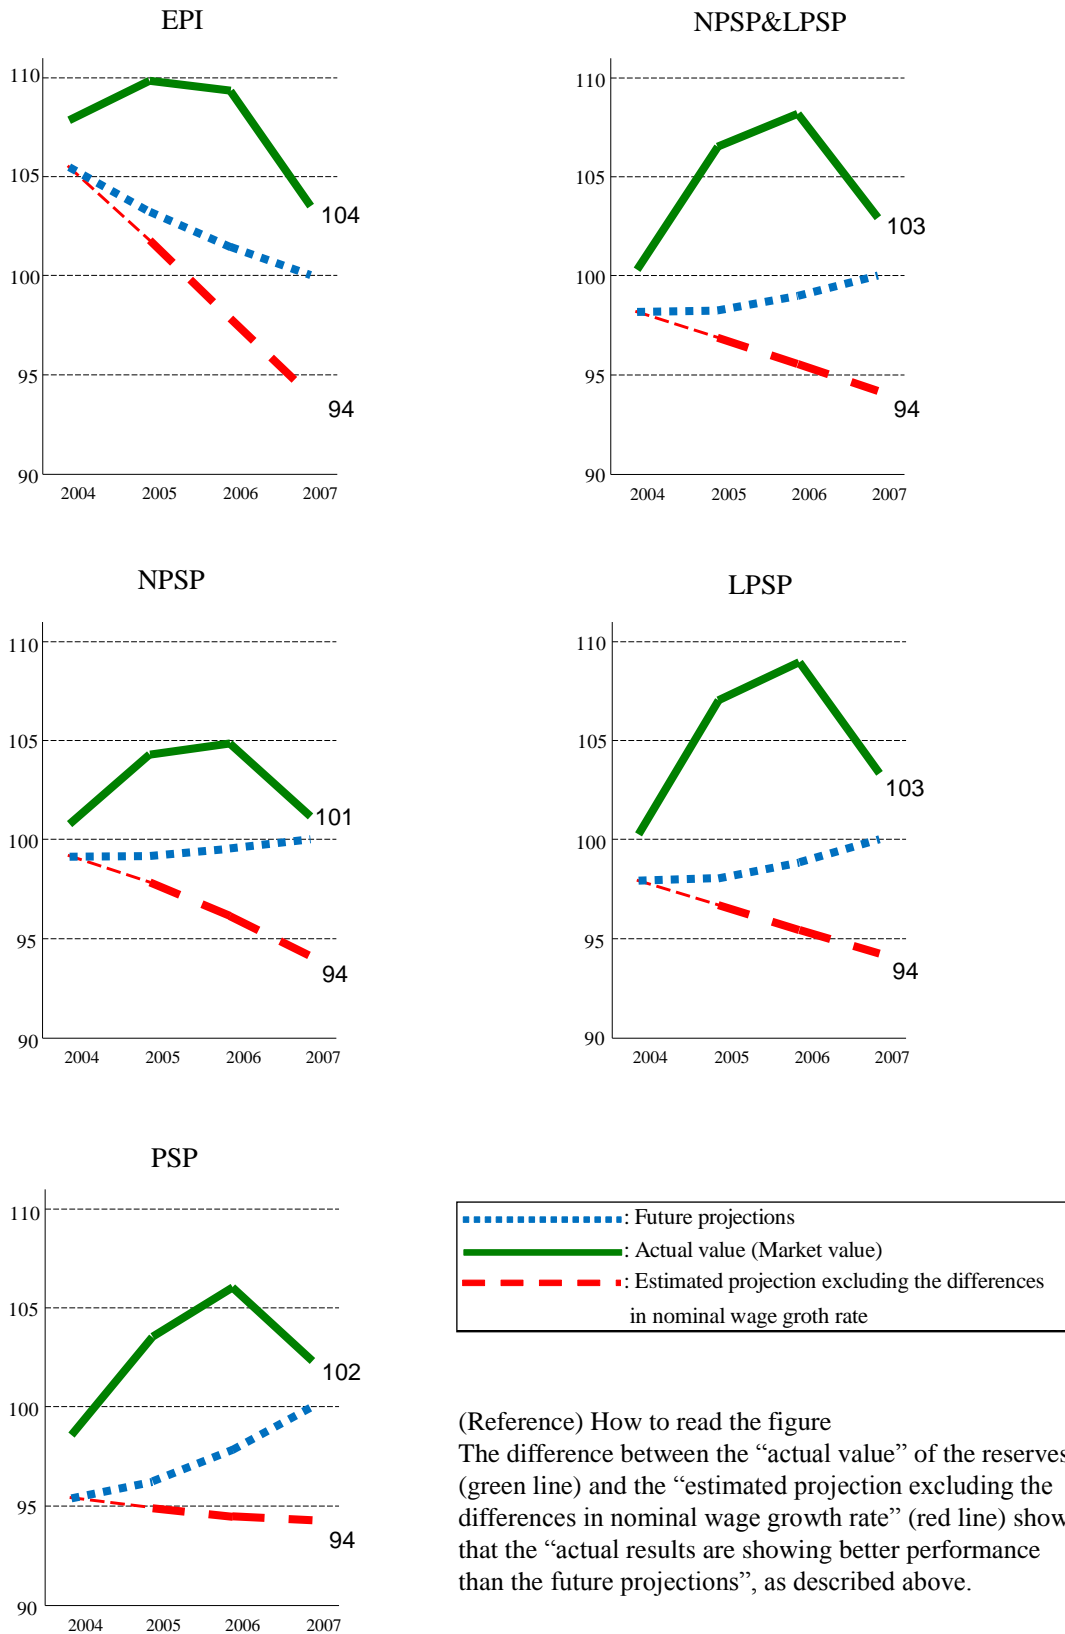 EPI
110
105
100
95
90
104
94
2004 2005 2006 2007
NPSP&LPSP
110
105
100
95
90
103
94
2004 2005 2006 2007
NPSP
110
105
100
95
90
101
94
2004 2005 2006 2007
LPSP
110
105
100
95
90
103
94
2004 2005 2006 2007
PSP
110
105
100
95
90
102
94
2004 2005 2006 2007
: Future projections
: Actual value (Market value)
: Estimated projection excluding the differences
in nominal wage groth rate
(Reference) How to read the figure
The difference between the “actual value” of the reserves
(green line) and the “estimated projection excluding the
differences in nominal wage growth rate” (red line) show
that the “actual results are showing better performance
than the future projections”, as described above.